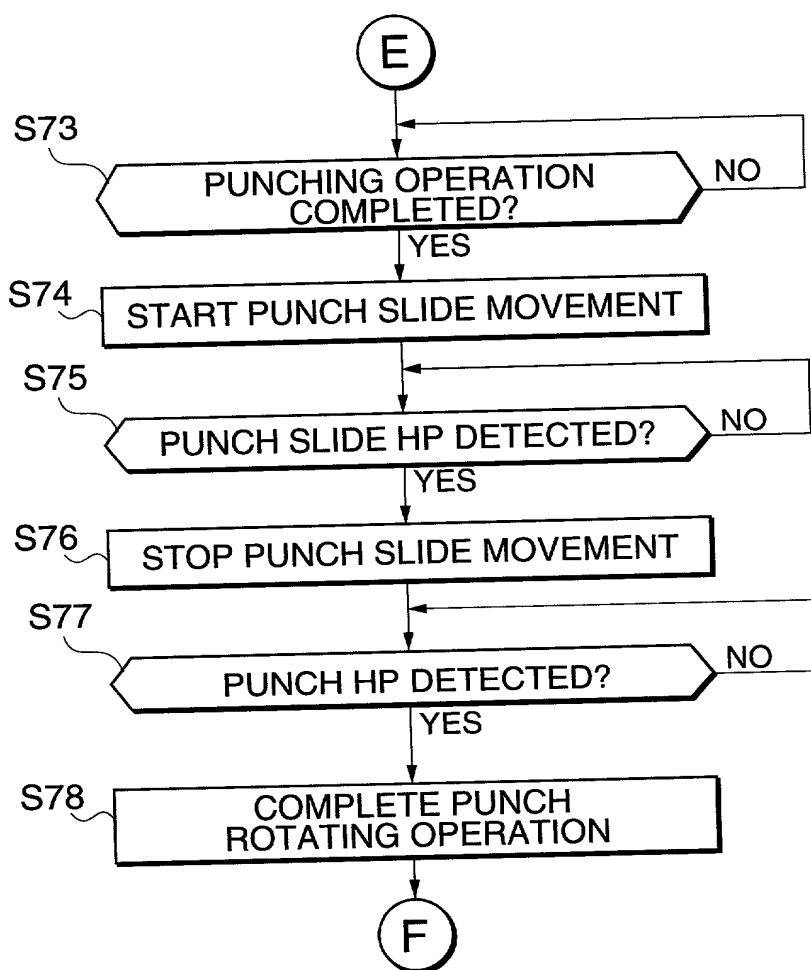 E
S73
PUNCHING OPERATION
COMPLETED?
NO
YES
S74
START PUNCH SLIDE MOVEMENT
S75
PUNCH SLIDE HP DETECTED?
NO
YES
S76
STOP PUNCH SLIDE MOVEMENT
S77
PUNCH HP DETECTED?
NO
YES
S78
COMPLETE PUNCH
ROTATING OPERATION
F